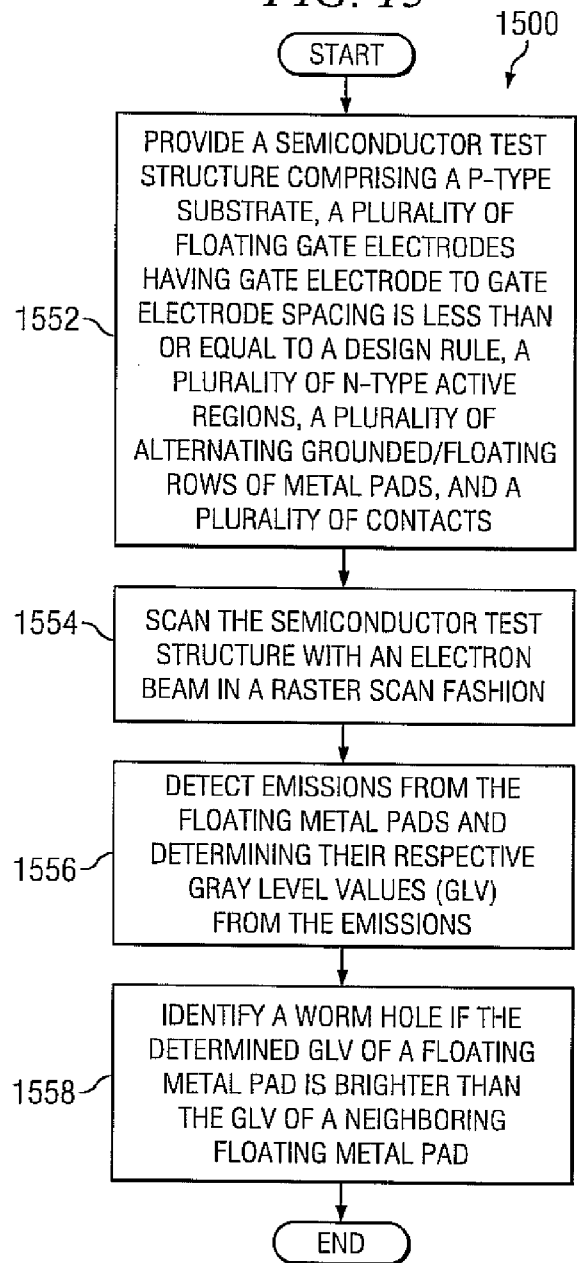 FIG. 15
1500
START
PROVIDE A SEMICONDUCTOR TEST
STRUCTURE COMPRISING A P-TYPE
SUBSTRATE, A PLURALITY OF
FLOATING GATE ELECTRODES
HAVING GATE ELECTRODE TO GATE
ELECTRODE SPACING IS LESS THAN
OR EQUAL TO A DESIGN RULE, A
PLURALITY OF N-TYPE ACTIVE
REGIONS, A PLURALITY OF
ALTERNATING GROUNDED/FLOATING
ROWS OF METAL PADS, AND A
PLURALITY OF CONTACTS
1552
1554
SCAN THE SEMICONDUCTOR TEST
STRUCTURE WITH AN ELECTRON
BEAM IN A RASTER SCAN FASHION
DETECT EMISSIONS FROM THE
FLOATING METAL PADS AND
DETERMINING THEIR RESPECTIVE
GRAY LEVEL VALUES (GLV)
FROM THE EMISSIONS
1556
IDENTIFY A WORM HOLE IF THE
DETERMINED GLV OF A FLOATING
METAL PAD IS BRIGHTER THAN
THE GLV OF A NEIGHBORING
FLOATING METAL PAD
1558
END